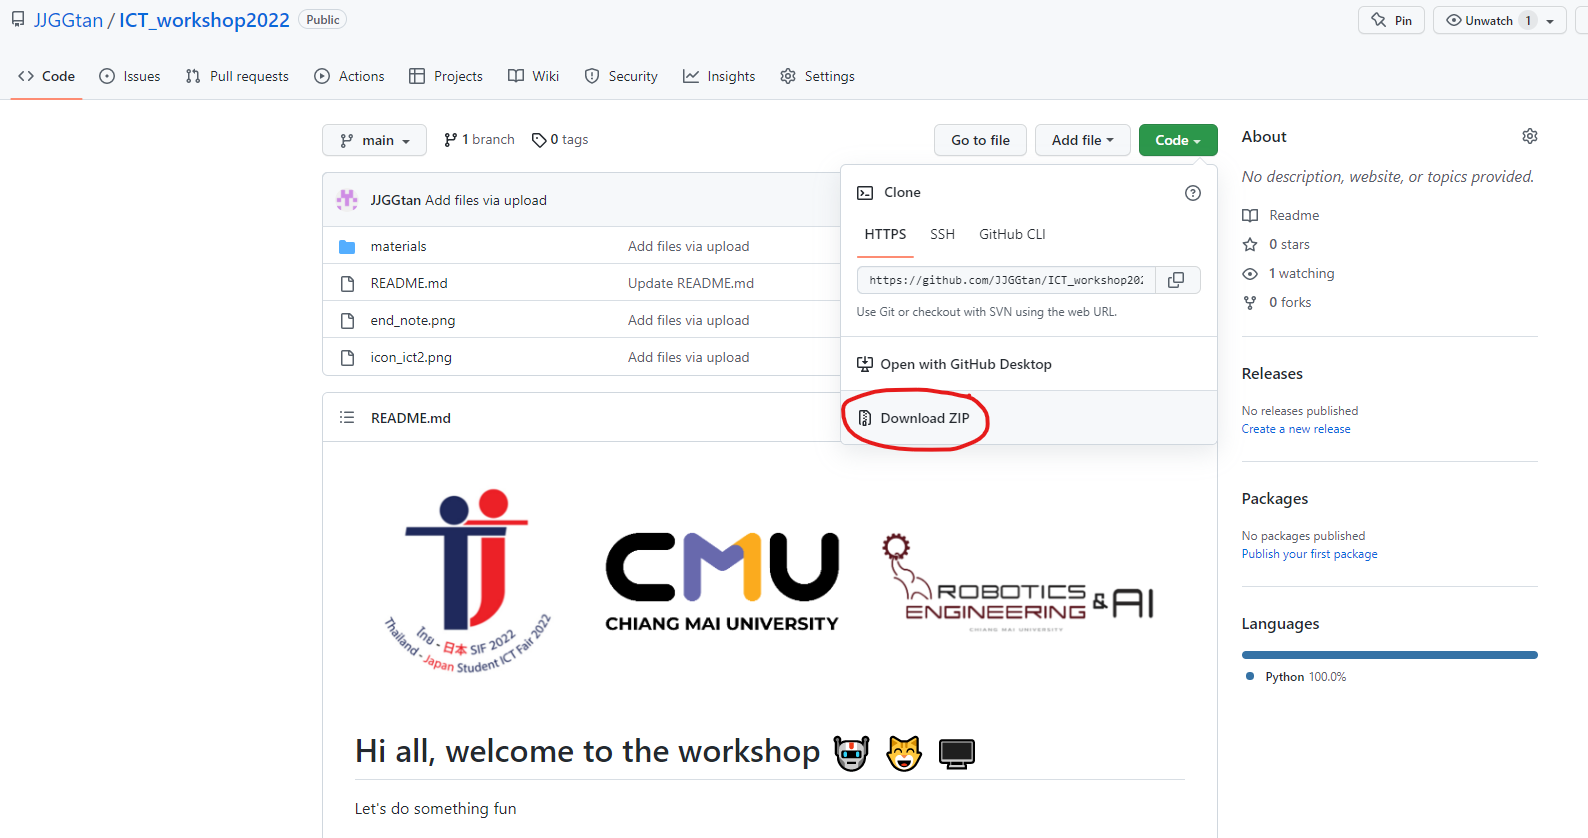 JJGGtan / ICT_workshop2022 Public
Pin
Unwatch 1
Code
Issues
Pull requests
Actions
Projects
Wiki
Security
Insights
Settings
main
1 branch
0 tags
Go to file
Add file
Code
JJGGtan Add files via upload
materials Add files via upload
README.md Update README.md
end_note.png Add files via upload
icon_ict2.png Add files via upload
Clone
HTTPS SSH GitHub CLI
https://github.com/JJGGtan/ICT_workshop202
Use Git or checkout with SVN using the web URL.
Open with GitHub Desktop
Download ZIP
README.md
ไทย - 日本 SIF 2022
Thailand - Japan Student ICT Fair 2022
CMU
CHIANG MAI UNIVERSITY
ROBOTICS
ENGINEERING & AI
CHIANG MAI UNIVERSITY
Hi all, welcome to the workshop
Let's do something fun
About
No description, website, or topics provided.
Readme
0 stars
1 watching
0 forks
Releases
No releases published
Create a new release
Packages
No packages published
Publish your first package
Languages
Python 100.0%